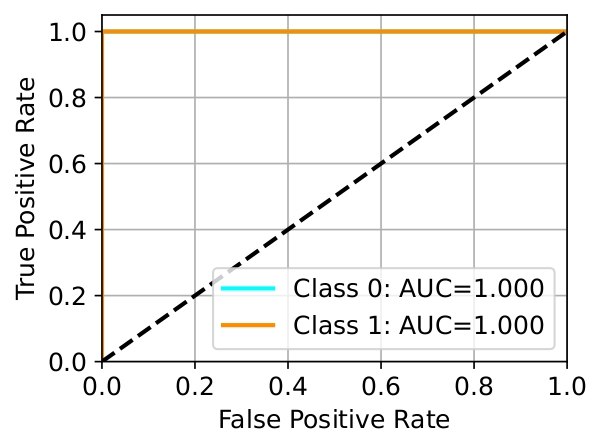 1.0
0.8
0.6
0.4
0.2
0.0
True Positive Rate
Class 0: AUC=1.000
Class 1: AUC=1.000
0.0 0.2 0.4 0.6 0.8 1.0
False Positive Rate